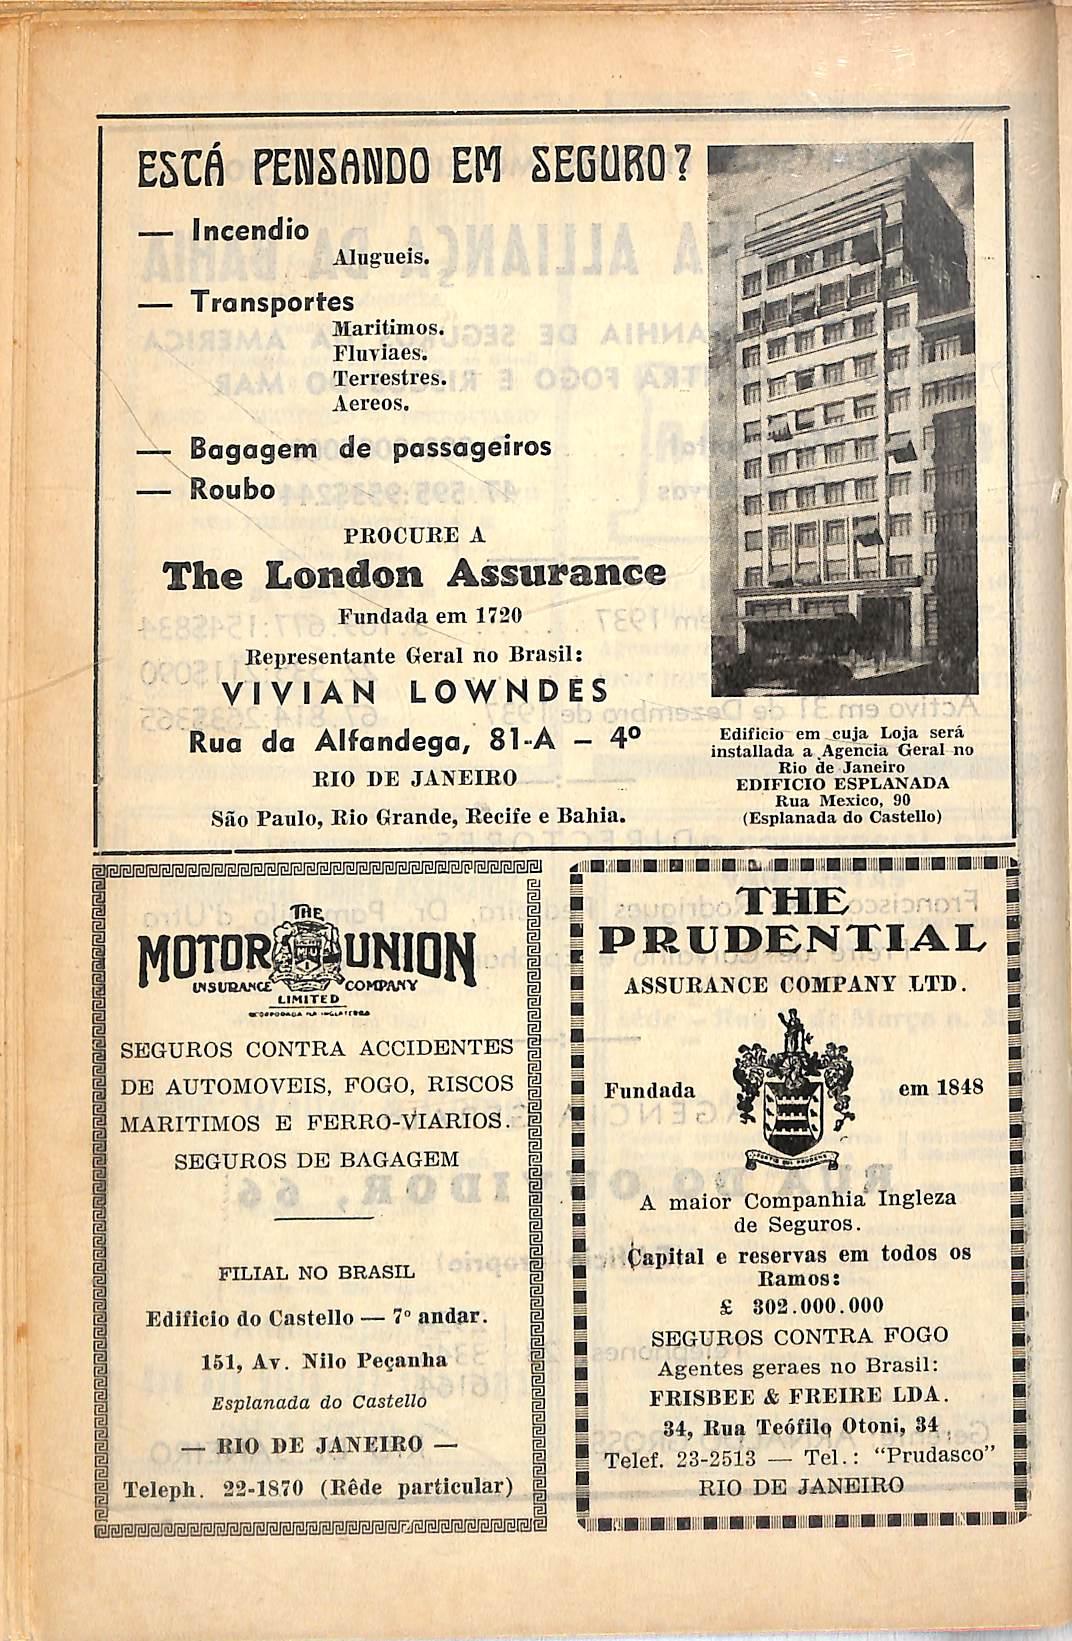 ESTÁ PENSANDO EM SEGURO?
— Incendio
Alugueis.
— Transportes
Maritimos.
Fluviaes.
Terrestres.
Aereos.
— Bagagem de passageiros
— Roubo
PROCURE A
The London Assurance
Fundada em 1720
Representante Geral no Brasil:
VIVIAN LOWNDES
Rua da Alfandega, 81-A – 4º
RIO DE JANEIRO
São Paulo, Rio Grande, Recife e Bahia.
Edificio em cuja Loja será
installada a Agencia Geral no
Rio de Janeiro
EDIFICIO ESPLANADA
Rua Mexico, 90
(Esplanada do Castello)
THE
MOTOR UNION
INSURANCE COMPANY
LIMITED
SEGUROS CONTRA ACCIDENTES
DE AUTOMOVEIS, FOGO, RISCOS
MARITIMOS E FERRO-VIARIOS.
SEGUROS DE BAGAGEM
FILIAL NO BRASIL
Edificio do Castello — 7º andar.
151, Av. Nilo Peçanha
Esplanada do Castello
— RIO DE JANEIRO —
Teleph. 22-1870 (Rêde particular)
THE
PRUDENTIAL
ASSURANCE COMPANY LTD.
Fundada em 1848
A maior Companhia Ingleza
de Seguros.
Capital e reservas em todos os
Ramos:
£ 302.000.000
SEGUROS CONTRA FOGO
Agentes geraes no Brasil:
FRISBEE & FREIRE LDA.
34, Rua Teófilo Otoni, 34
Telef. 23-2513 — Tel.: "Prudasco"
RIO DE JANEIRO